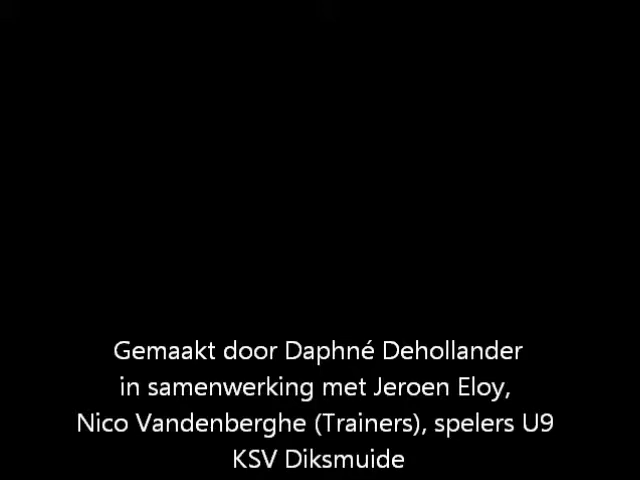 Gemaakt door Daphné Dehollander
in samenwerking met Jeroen Eloy,
Nico Vandenberghe (Trainers), spelers U9
KSV Diksmuide